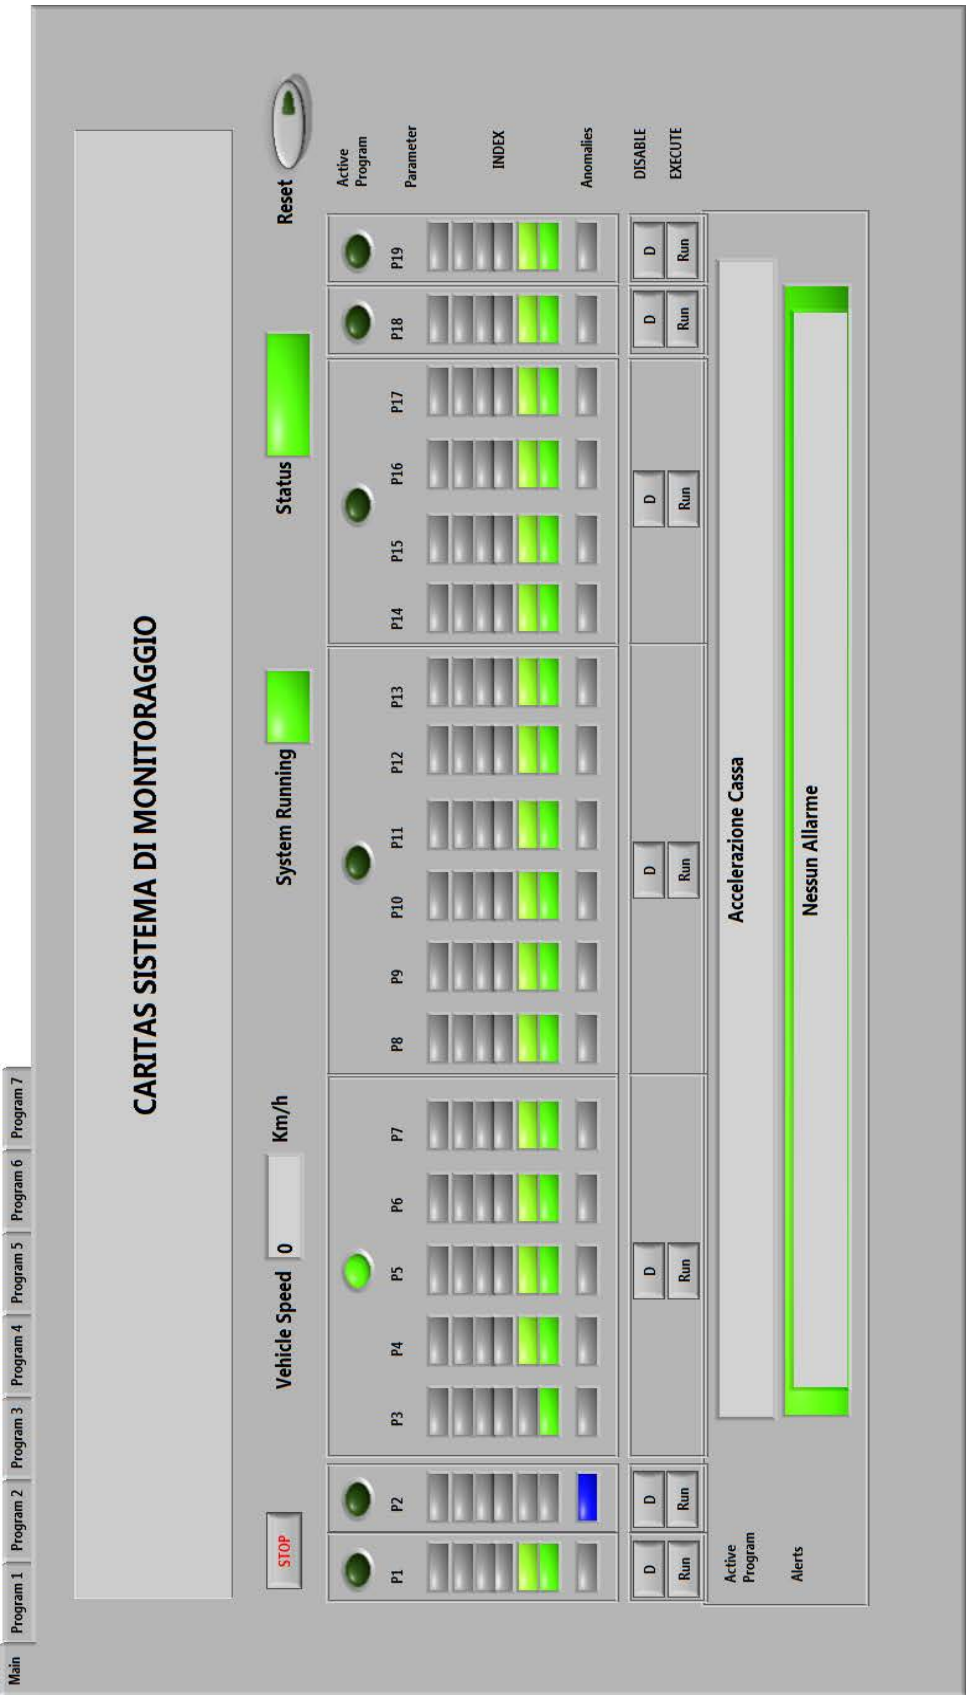 Main Program 1 Program 2 Program 3 Program 4 Program 5 Program 6 Program 7
CARITAS SISTEMA DI MONITORAGGIO
STOP Vehicle Speed 0 Km/h System Running Status Reset
Active
Program
P1 P2 P3 P4 P5 P6 P7 P8 P9 P10 P11 P12 P13 P14 P15 P16 P17 P18 P19 Parameter
INDEX
Anomalies
D D D D D D D DISABLE
Run Run Run Run Run Run Run EXECUTE
Active
Program
Accelerazione Cassa
Alerts Nessun Allarme